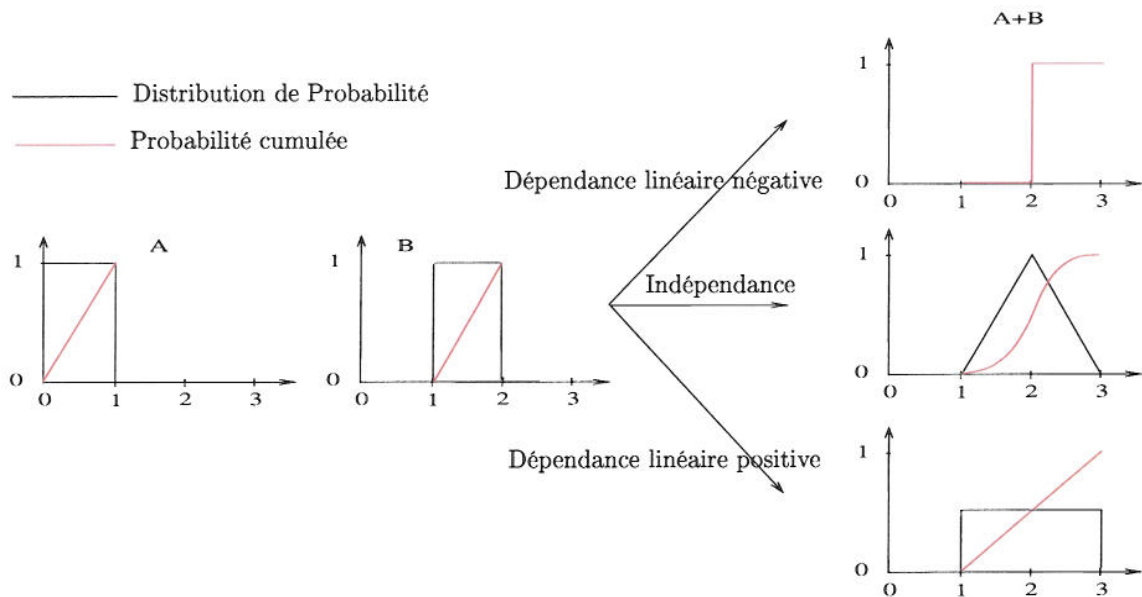 A+B
Distribution de Probabilité
Probabilité cumulée
1
0
0 1 2 3
Dépendance linéaire négative
A
1
0
0 1 2 3
B
1
0
0 1 2 3
Indépendance
1
0
0 1 2 3
Dépendance linéaire positive
1
0
0 1 2 3